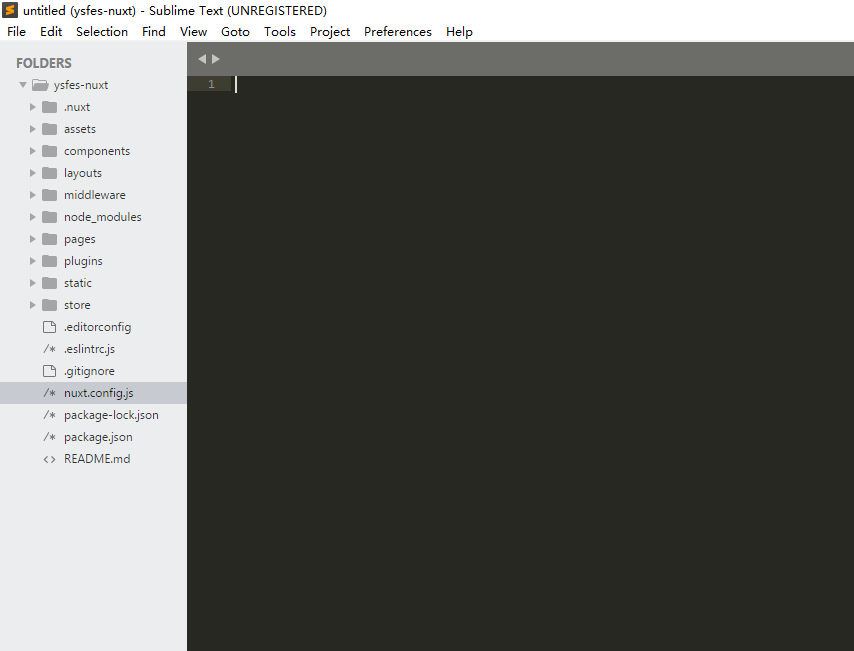 untitled (ysfes-nuxt) - Sublime Text (UNREGISTERED)
File Edit Selection Find View Goto Tools Project Preferences Help
FOLDERS
ysfes-nuxt
.nuxt
assets
components
layouts
middleware
node_modules
pages
plugins
static
store
.editorconfig
/* .eslintrc.js
.gitignore
/* nuxt.config.js
/* package-lock.json
/* package.json
<> README.md
1